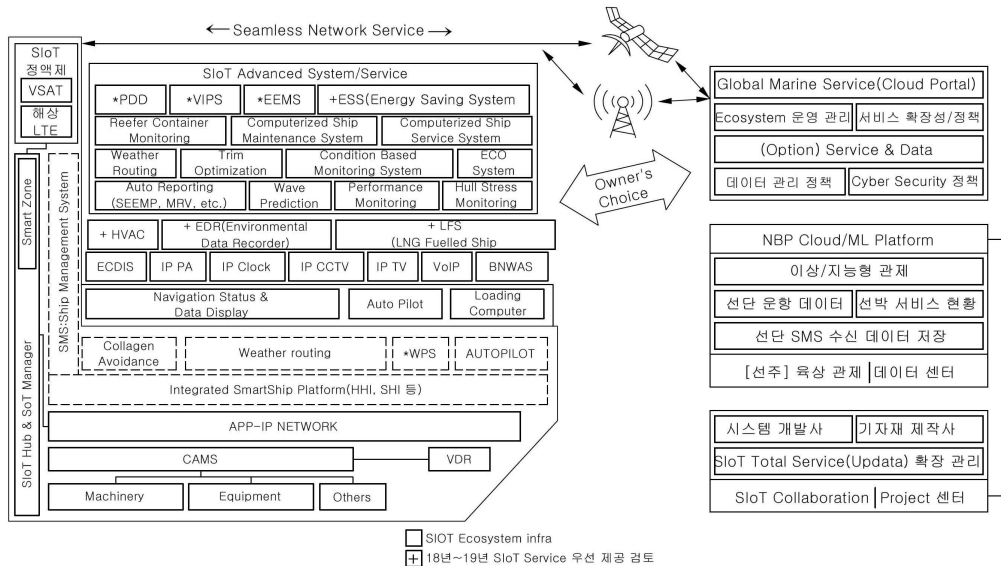 ← Seamless Network Service →
SIoT
정액제
VSAT
해상
LTE
Smart Zone
SIoT Hub & SoT Manager
SMS:Ship Management System
SIoT Advanced System/Service
*PDD
*VIPS
*EEMS
+ESS(Energy Saving System
Reefer Container
Monitoring
Computerized Ship
Maintenance System
Computerized Ship
Service System
Weather
Routing
Trim
Optimization
Condition Based
Monitoring System
ECO
System
Auto Reporting
(SEEMP, MRV, etc.)
Wave
Prediction
Performance
Monitoring
Hull Stress
Monitoring
+ HVAC
+ EDR(Environmental
Data Recorder)
+ LFS
(LNG Fuelled Ship)
ECDIS
IP PA
IP Clock
IP CCTV
IP TV
VoIP
BNWAS
Navigation Status &
Data Display
Auto Pilot
Loading
Computer
Collagen
Avoidance
Weather routing
*WPS
AUTOPILOT
Integrated SmartShip Platform(HHI, SHI 등)
APP-IP NETWORK
CAMS
VDR
Machinery
Equipment
Others
Owner's
Choice
Global Marine Service(Cloud Portal)
Ecosystem 운영 관리
서비스 확장성/정책
(Option) Service & Data
데이터 관리 정책
Cyber Security 정책
NBP Cloud/ML Platform
이상/지능형 관제
선단 운항 데이터
선박 서비스 현황
선단 SMS 수신 데이터 저장
[선주] 육상 관제
데이터 센터
시스템 개발사
기자재 제작사
SIoT Total Service(Updata) 확장 관리
SIoT Collaboration
Project 센터
SIOT Ecosystem infra
+ 18년~19년 SIoT Service 우선 제공 검토